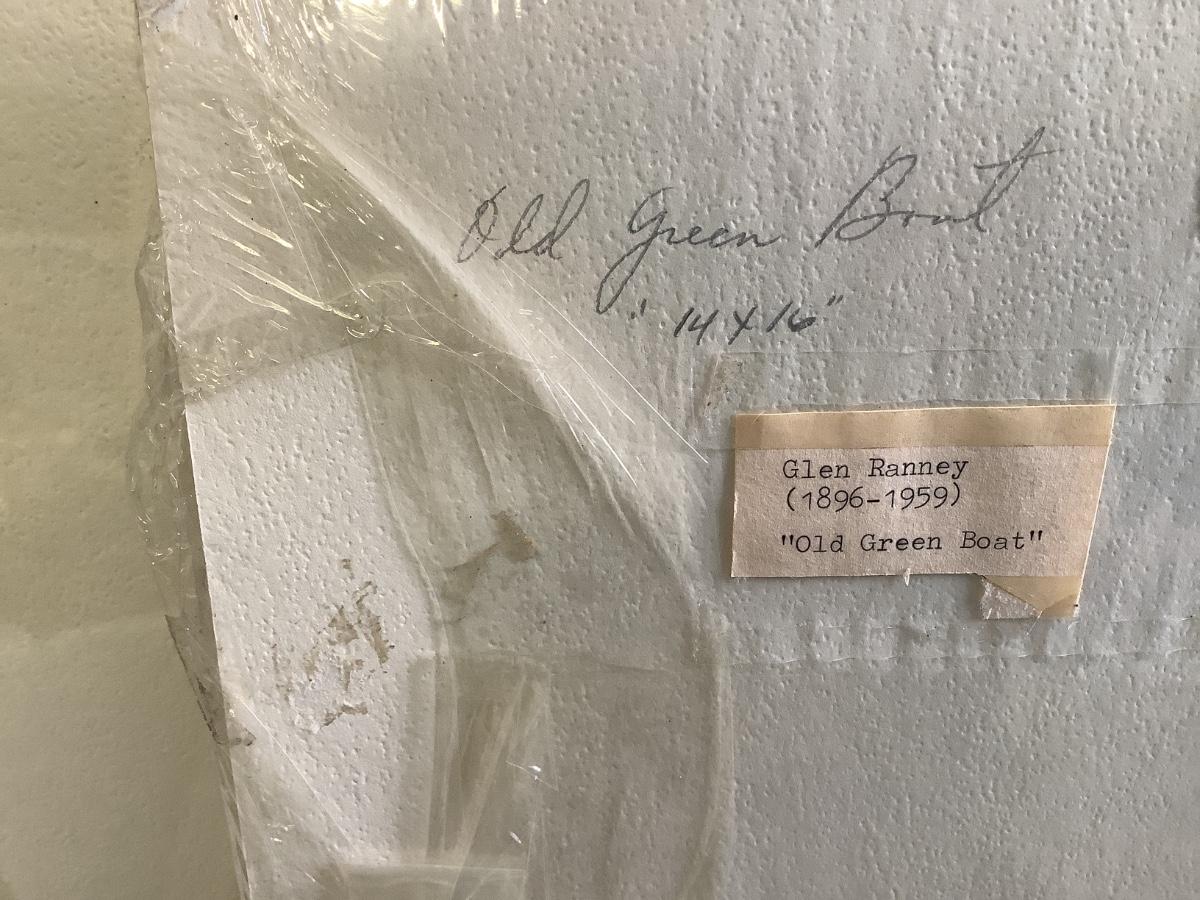 Old Green Boat
14 x 16"
Glen Ranney
(1896-1959)
"Old Green Boat"